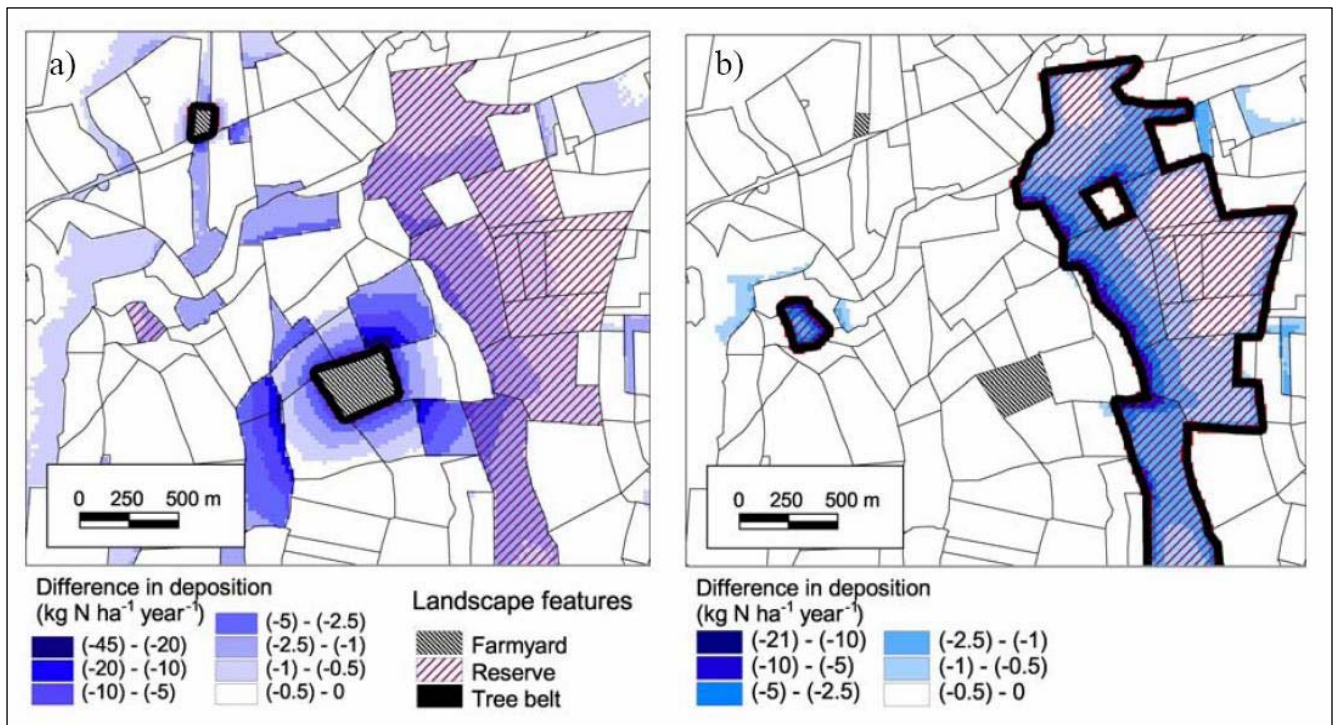 a)
b)
0 250 500 m
0 250 500 m
Difference in deposition
(kg N ha⁻¹ year⁻¹)
(-45) - (-20)
(-20) - (-10)
(-10) - (-5)
(-5) - (-2.5)
(-2.5) - (-1)
(-1) - (-0.5)
(-0.5) - 0
Landscape features
Farmyard
Reserve
Tree belt
Difference in deposition
(kg N ha⁻¹ year⁻¹)
(-21) - (-10)
(-10) - (-5)
(-5) - (-2.5)
(-2.5) - (-1)
(-1) - (-0.5)
(-0.5) - 0